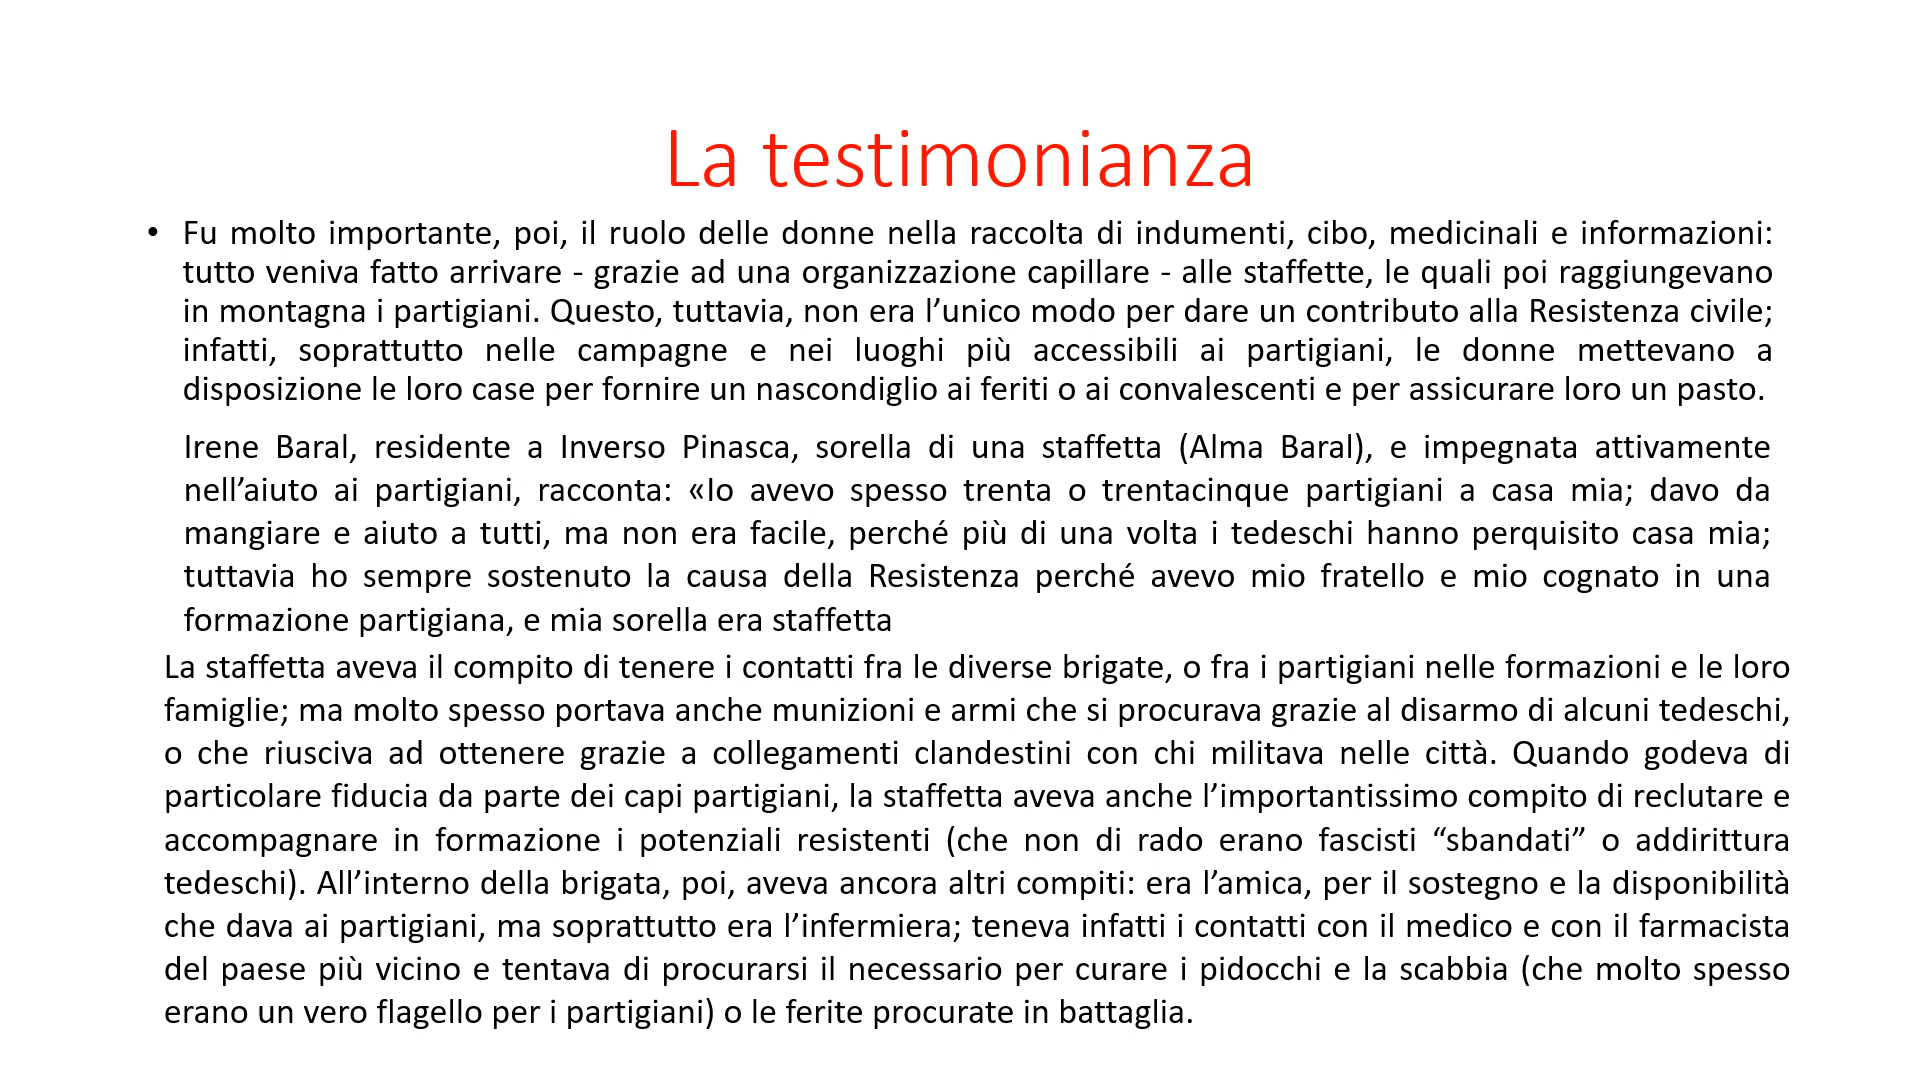 La testimonianza
• Fu molto importante, poi, il ruolo delle donne nella raccolta di indumenti, cibo, medicinali e informazioni:
tutto veniva fatto arrivare - grazie ad una organizzazione capillare - alle staffette, le quali poi raggiungevano
in montagna i partigiani. Questo, tuttavia, non era l’unico modo per dare un contributo alla Resistenza civile;
infatti, soprattutto nelle campagne e nei luoghi più accessibili ai partigiani, le donne mettevano a
disposizione le loro case per fornire un nascondiglio ai feriti o ai convalescenti e per assicurare loro un pasto.
Irene Baral, residente a Inverso Pinasca, sorella di una staffetta (Alma Baral), e impegnata attivamente
nell’aiuto ai partigiani, racconta: «Io avevo spesso trenta o trentacinque partigiani a casa mia; davo da
mangiare e aiuto a tutti, ma non era facile, perché più di una volta i tedeschi hanno perquisito casa mia;
tuttavia ho sempre sostenuto la causa della Resistenza perché avevo mio fratello e mio cognato in una
formazione partigiana, e mia sorella era staffetta
La staffetta aveva il compito di tenere i contatti fra le diverse brigate, o fra i partigiani nelle formazioni e le loro
famiglie; ma molto spesso portava anche munizioni e armi che si procurava grazie al disarmo di alcuni tedeschi,
o che riusciva ad ottenere grazie a collegamenti clandestini con chi militava nelle città. Quando godeva di
particolare fiducia da parte dei capi partigiani, la staffetta aveva anche l’importantissimo compito di reclutare e
accompagnare in formazione i potenziali resistenti (che non di rado erano fascisti “sbandati” o addirittura
tedeschi). All’interno della brigata, poi, aveva ancora altri compiti: era l’amica, per il sostegno e la disponibilità
che dava ai partigiani, ma soprattutto era l’infermiera; teneva infatti i contatti con il medico e con il farmacista
del paese più vicino e tentava di procurarsi il necessario per curare i pidocchi e la scabbia (che molto spesso
erano un vero flagello per i partigiani) o le ferite procurate in battaglia.